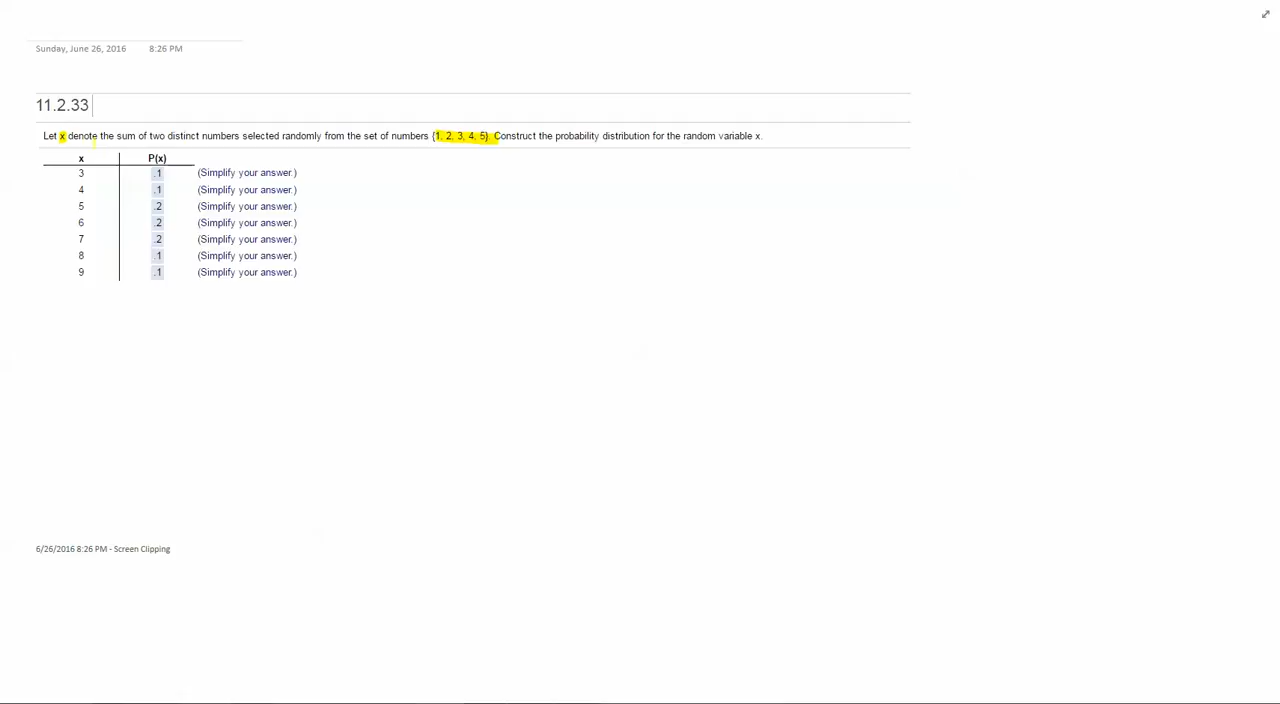 Sunday, June 26, 2016 8:26 PM
11.2.33
Let x denote the sum of two distinct numbers selected randomly from the set of numbers {1, 2, 3, 4, 5}. Construct the probability distribution for the random variable x.
x P(x)
3 .1 (Simplify your answer.)
4 .1 (Simplify your answer.)
5 .2 (Simplify your answer.)
6 .2 (Simplify your answer.)
7 .2 (Simplify your answer.)
8 .1 (Simplify your answer.)
9 .1 (Simplify your answer.)
6/26/2016 8:26 PM - Screen Clipping